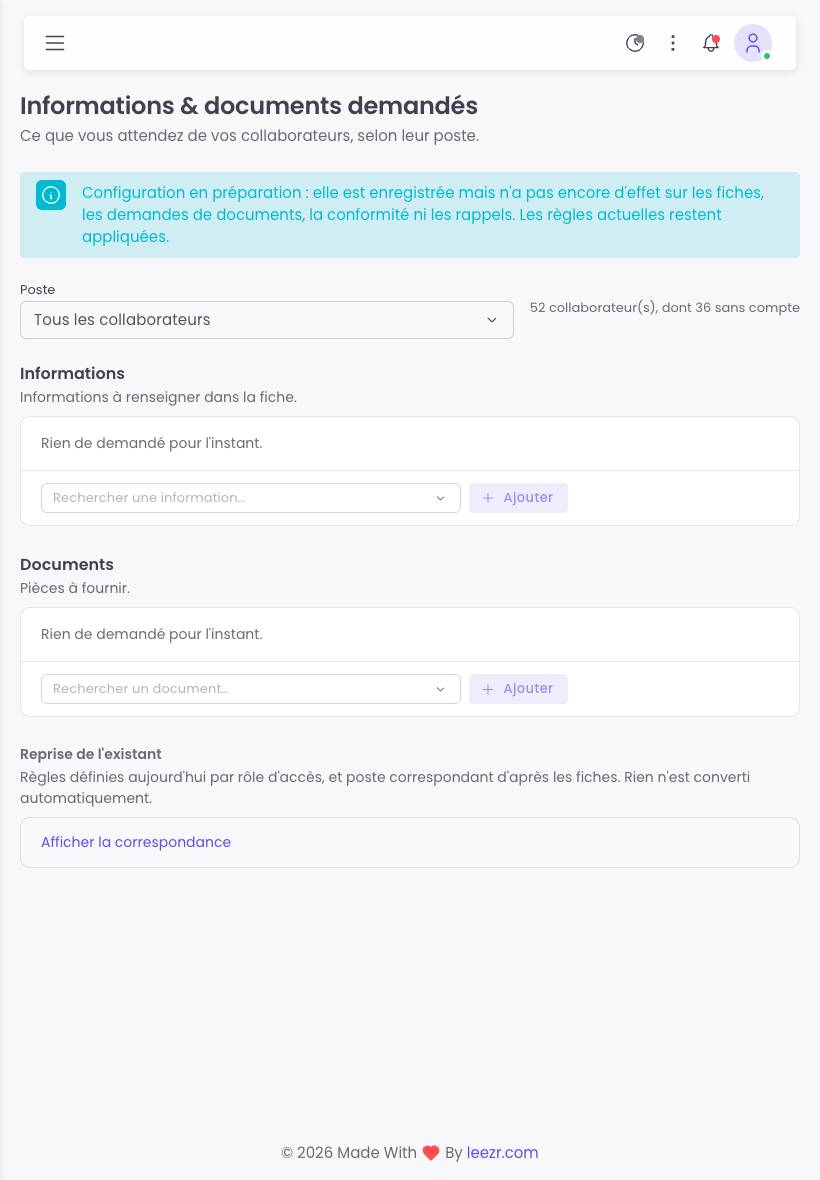 Informations & documents demandés
Ce que vous attendez de vos collaborateurs, selon leur poste.
Configuration en préparation : elle est enregistrée mais n'a pas encore d'effet sur les fiches,
les demandes de documents, la conformité ni les rappels. Les règles actuelles restent
appliquées.
Poste
Tous les collaborateurs
52 collaborateur(s), dont 36 sans compte
Informations
Informations à renseigner dans la fiche.
Rien de demandé pour l'instant.
Rechercher une information...
Ajouter
Documents
Pièces à fournir.
Rien de demandé pour l'instant.
Rechercher un document...
Ajouter
Reprise de l'existant
Règles définies aujourd'hui par rôle d'accès, et poste correspondant d'après les fiches. Rien n'est converti
automatiquement.
Afficher la correspondance
© 2026 Made With By leezr.com